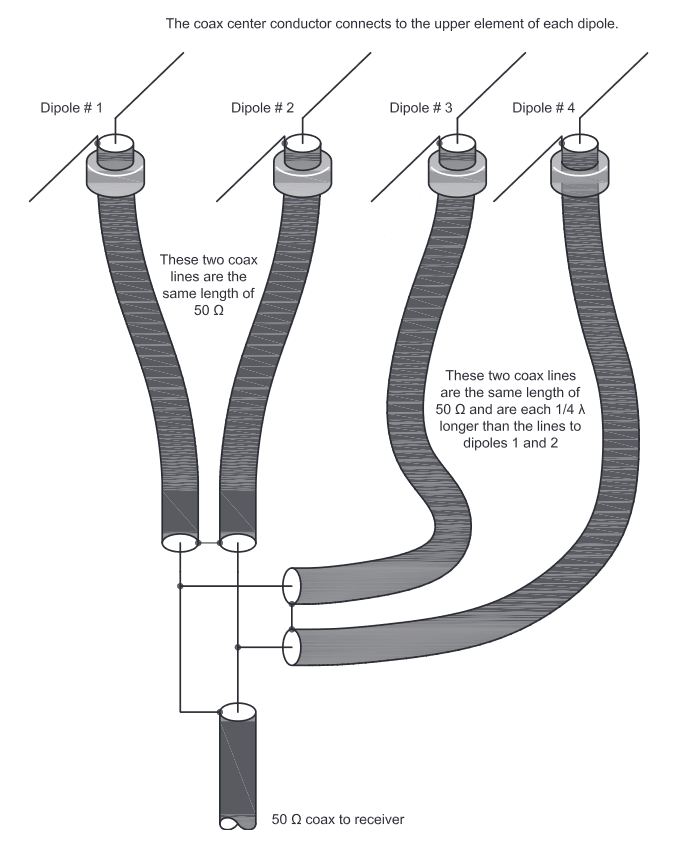 The coax center conductor connects to the upper element of each dipole.
Dipole # 1
Dipole # 2
Dipole # 3
Dipole # 4
These two coax
lines are the
same length of
50 Ω
These two coax lines
are the same length of
50 Ω and are each 1/4 λ
longer than the lines to
dipoles 1 and 2
50 Ω coax to receiver